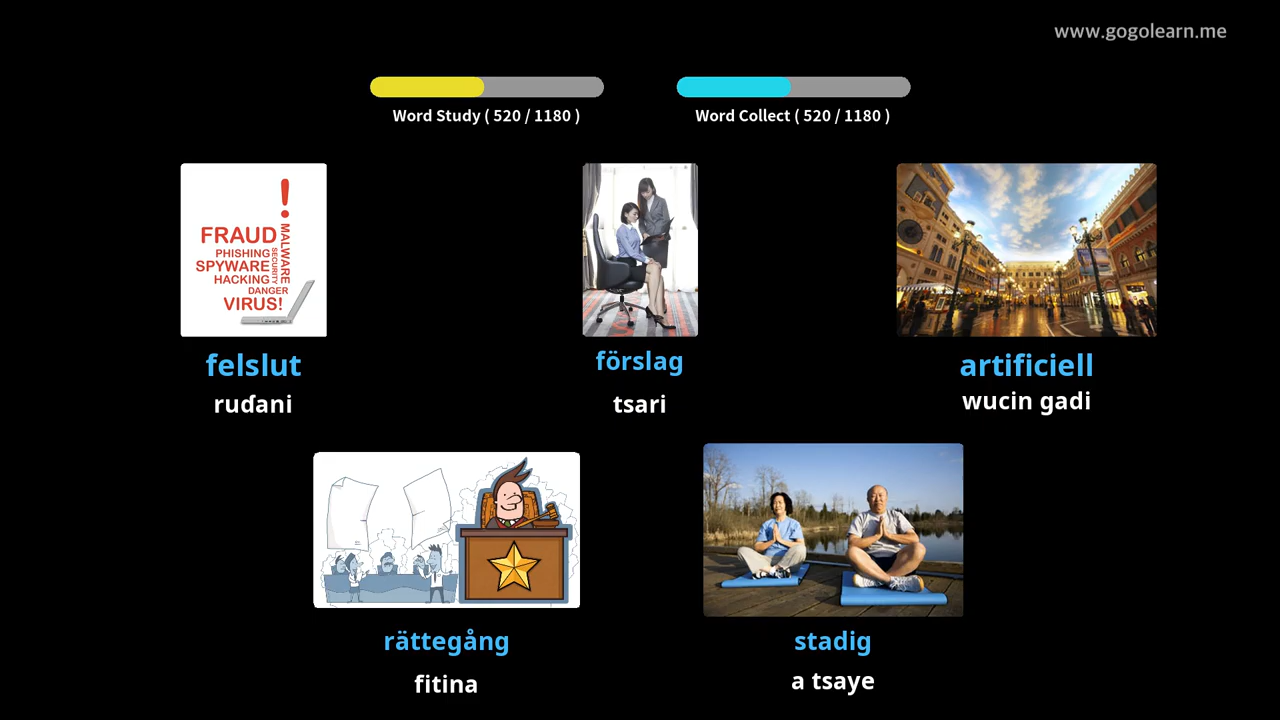 www.gogolearn.me
Word Study ( 520 / 1180 )
Word Collect ( 520 / 1180 )
!
FRAUD
MALWARE
PHISHING
SECURITY
SPYWARE
HACKING
DANGER
VIRUS!
felslut
ruɗani
förslag
tsari
artificiell
wucin gadi
rättegång
fitina
stadig
a tsaye